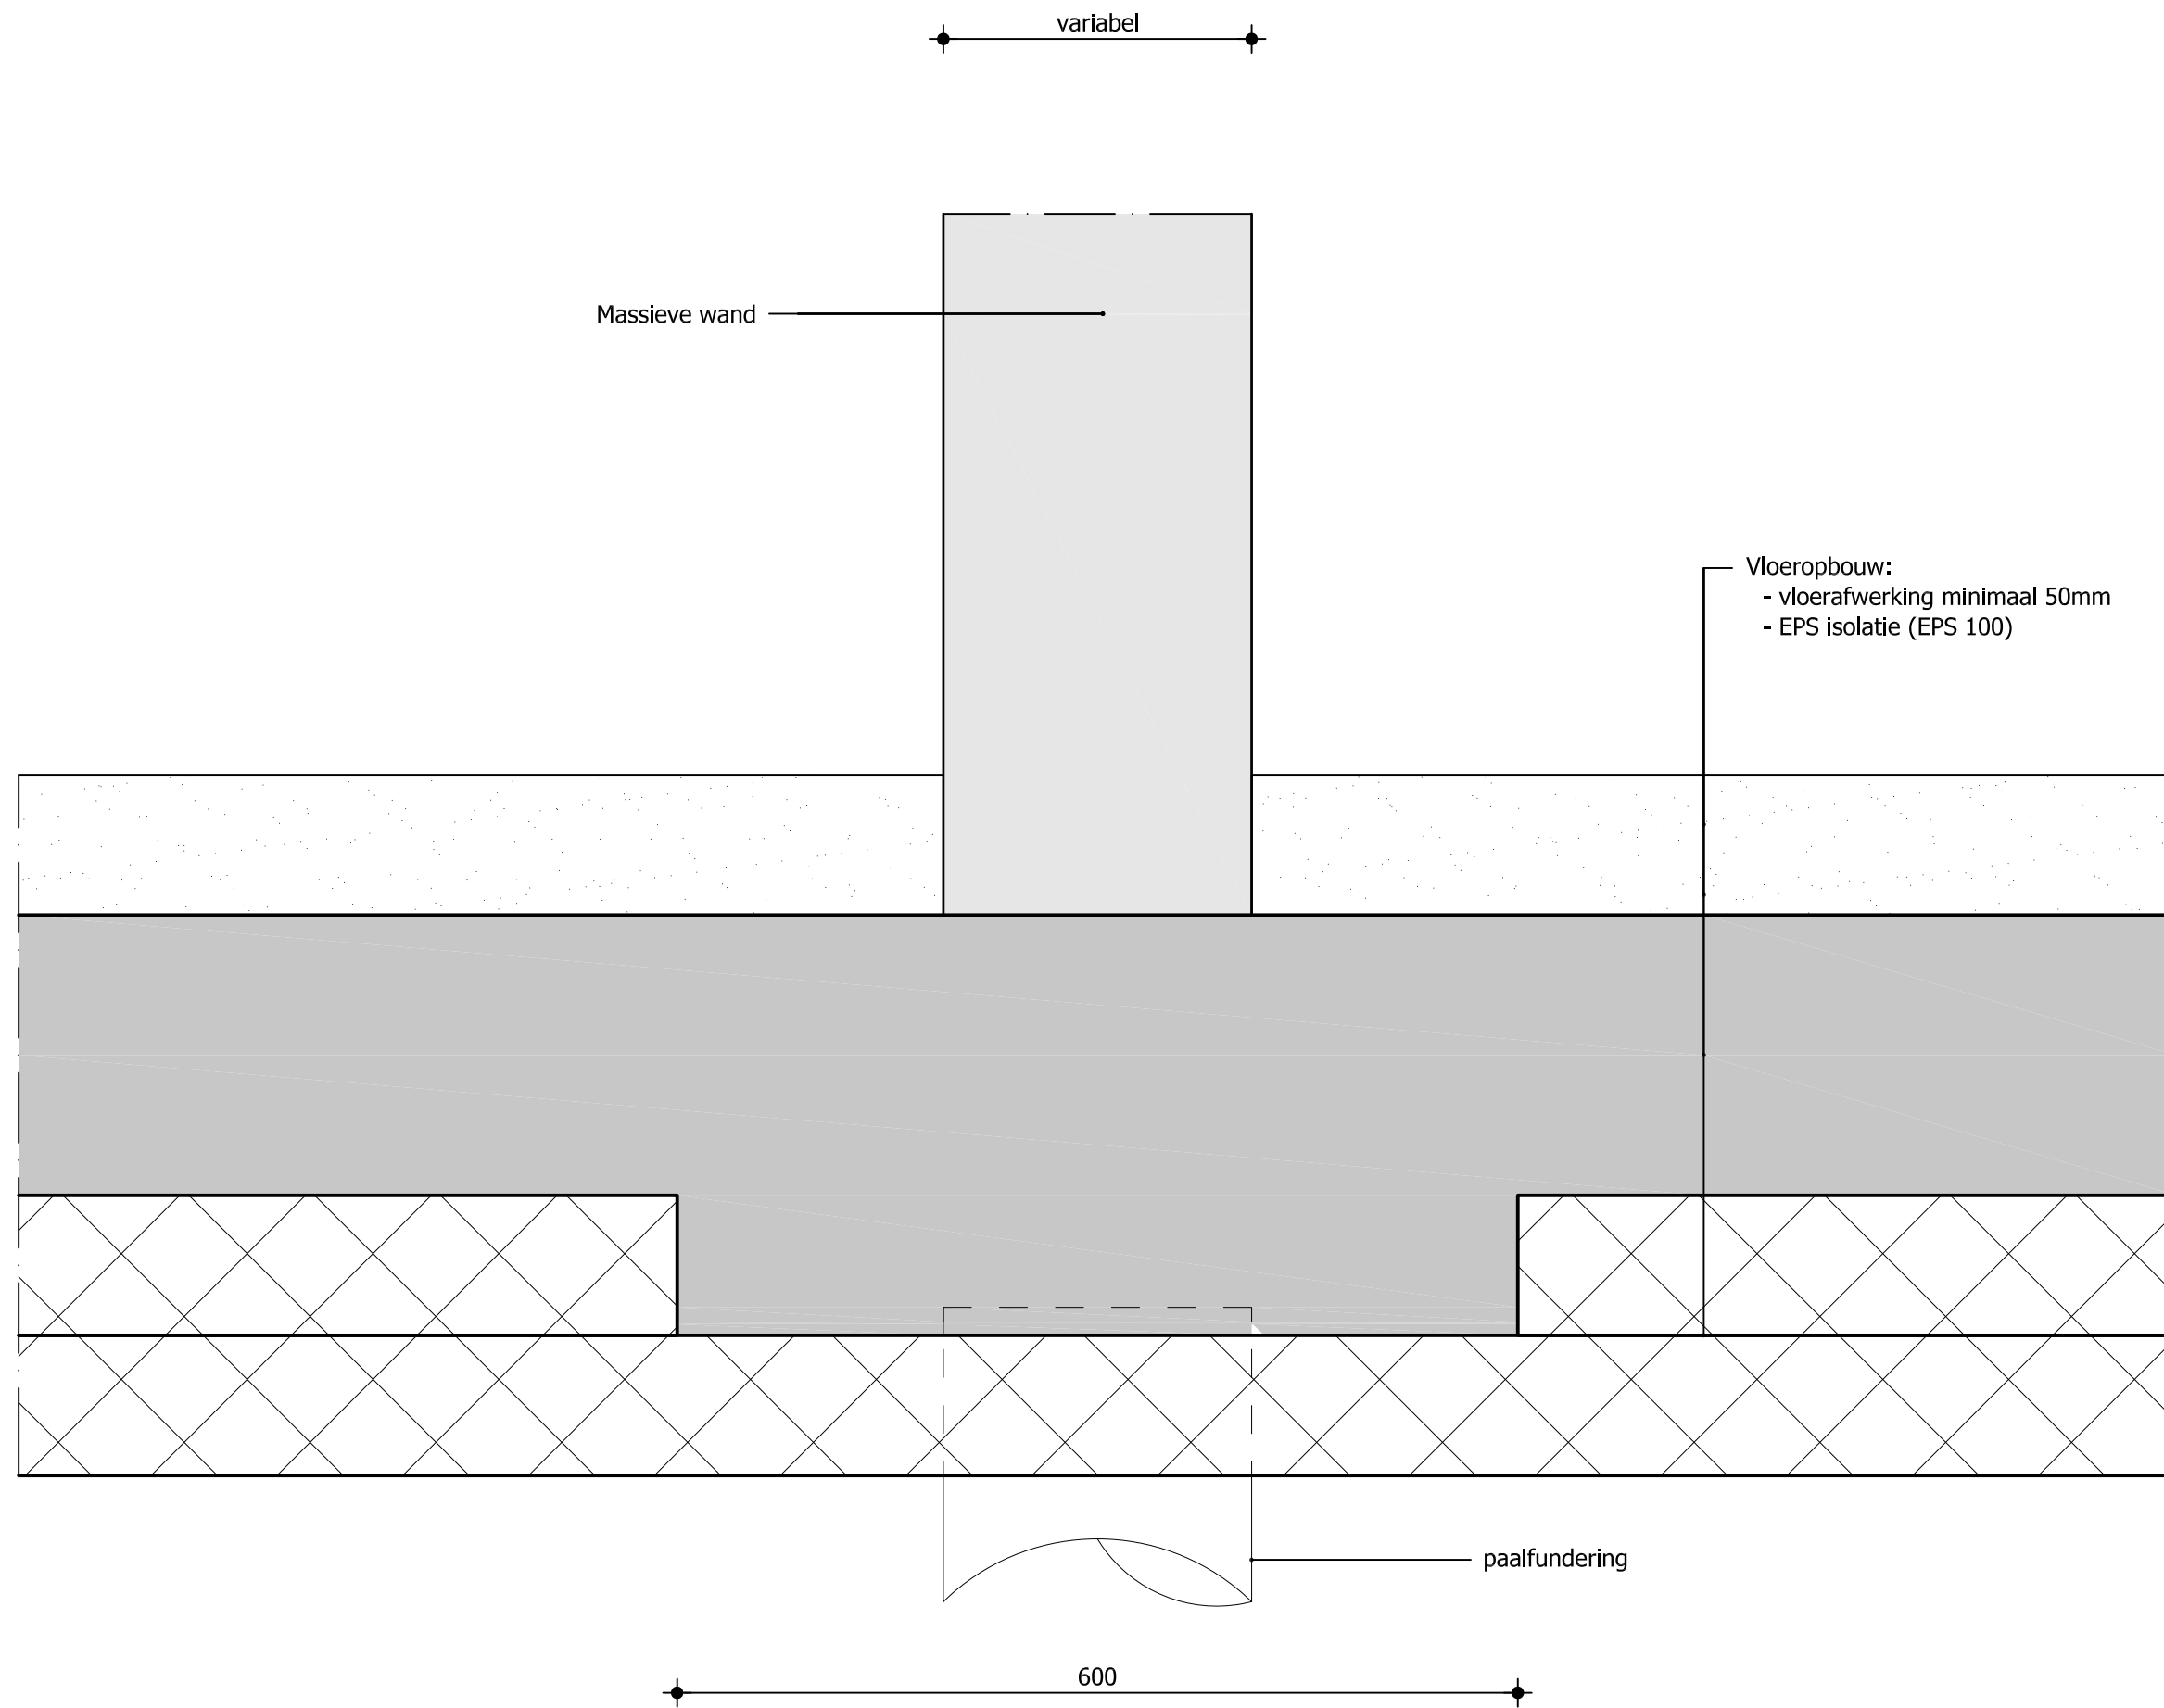 variabel
Massieve wand
Vloeropbouw:
- vloerafwerking minimaal 50mm
- EPS isolatie (EPS 100)
paalfundering
600